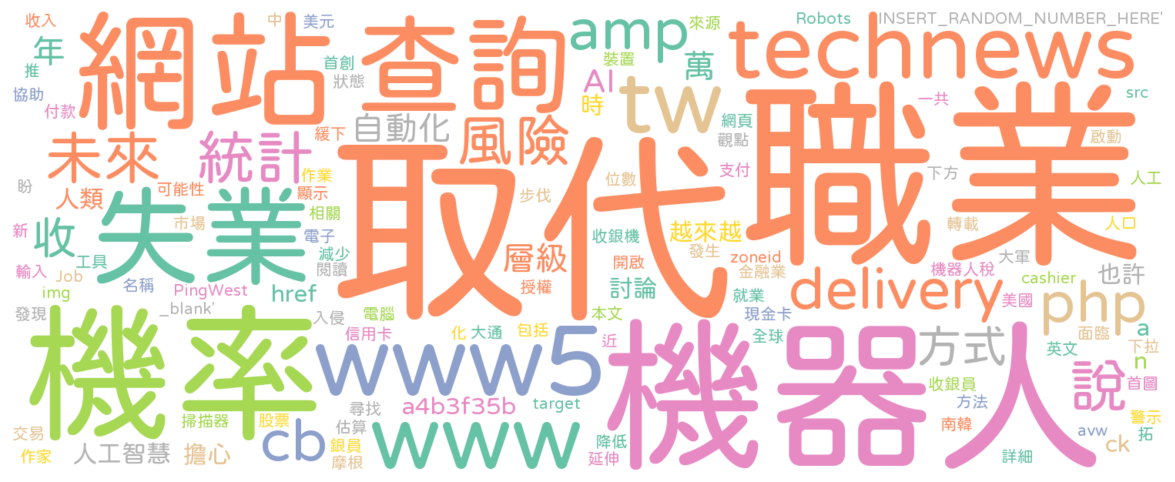 收入
中
美元
來源
Robots
INSERT_RANDOM_NUMBER_HERE'
網站
查詢
amp
technews
年
推
首創
狀態
裝置
萬
協助
付款
AI
時
tw
一共
src
自動化
緩下
網頁
觀點
職業
啟動
未來
統計
風險
取代
盼
人類
可能性
作業
顯示
位數
步伐
支付
下方
人工
失業
新
收
市場
相關
電子
減少
閱讀
收銀機
越來越
發生
轉載
人口
工具
輸入
Job
img
名稱
層級
開啟
授權
zoneid
金融業
大軍
機器人稅
cashier
也許
PingWest
_blank'
href
討論
就業
delivery
美國
php
發現
入侵
電腦
信用卡
化
大通
包括
本文
現金卡
全球
近
面臨
a
n
下拉
英文
機率
www5
機器人
方式
說
首圖
收銀員
方法
尋找
估算
a4b3f35b
target
掃描器
股票
交易
作家
人工智慧
擔心
cb
銀員
摩根
www
降低
延伸
南韓
avw
警示
拓
ck
詳細